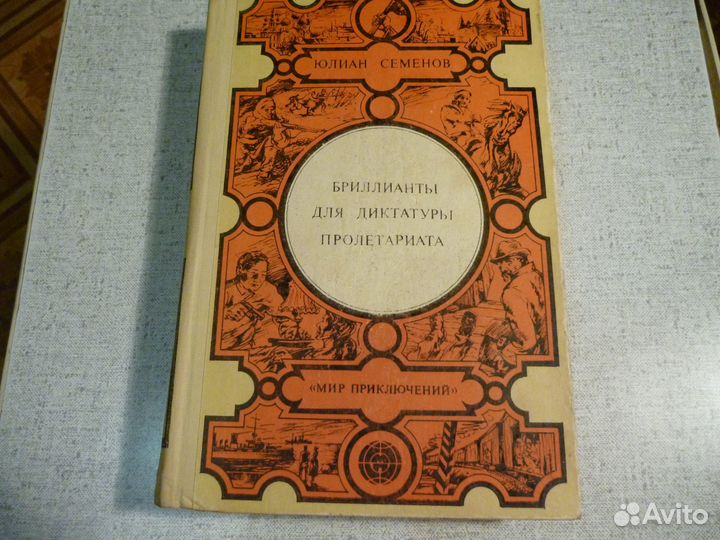 ЮЛИАН СЕМЕНОВ
БРИЛЛИАНТЫ
ДЛЯ ДИКТАТУРЫ
ПРОЛЕТАРИАТА
«МИР ПРИКЛЮЧЕНИЙ»
Avito